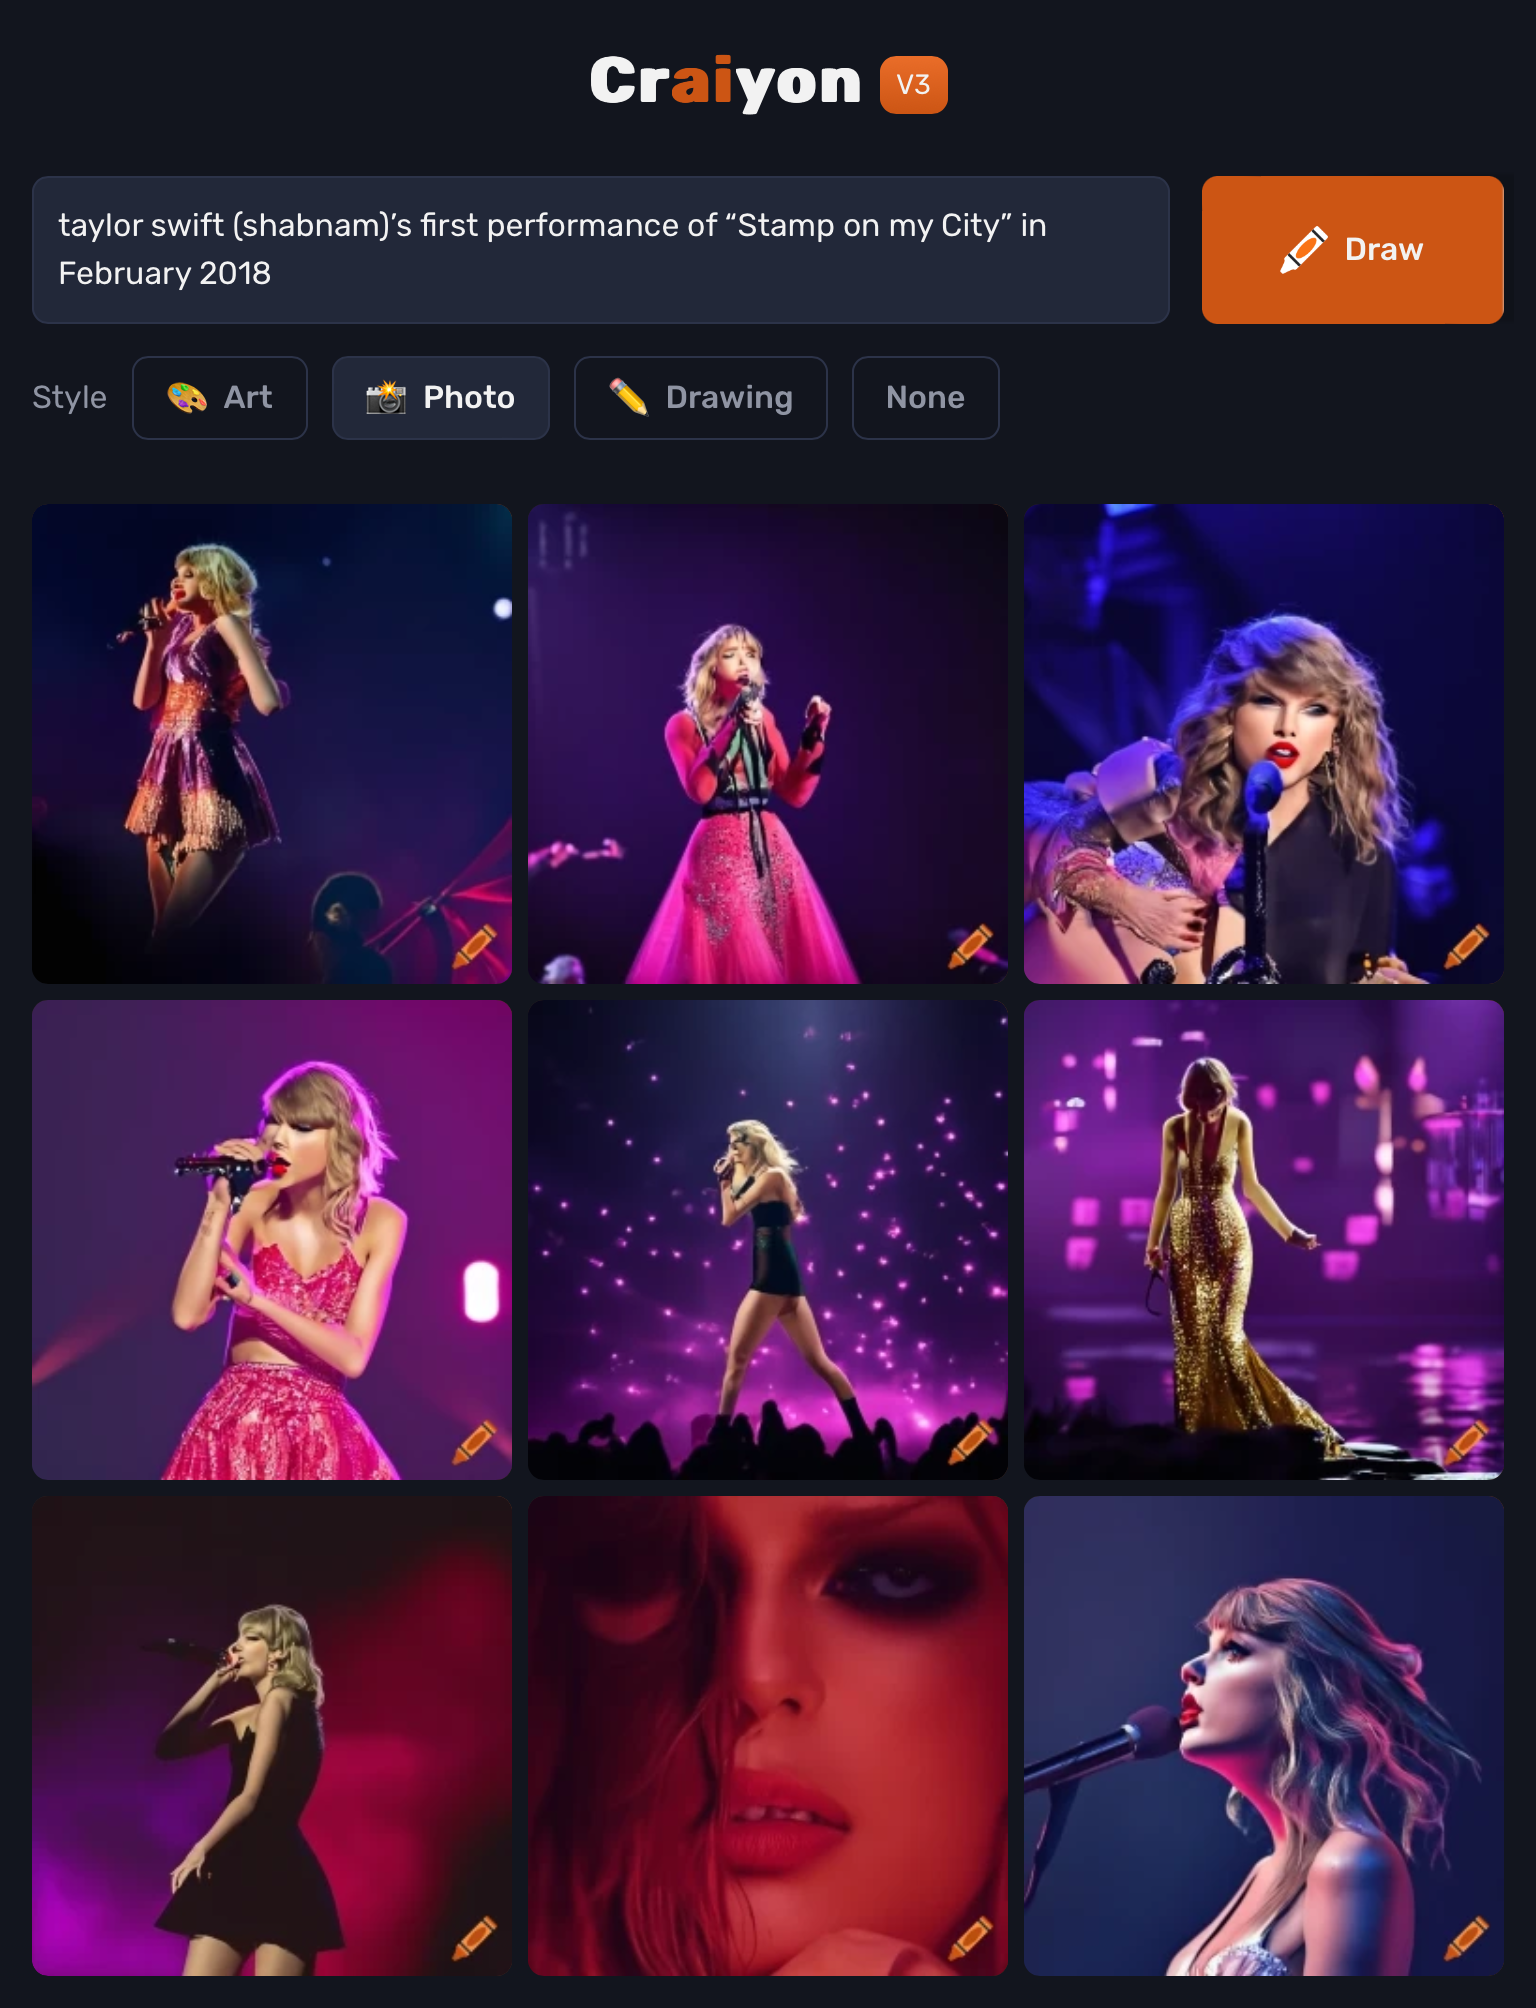 Craiyon V3
taylor swift (shabnam)’s first performance of “Stamp on my City” in
February 2018
Draw
Style
Art
Photo
Drawing
None